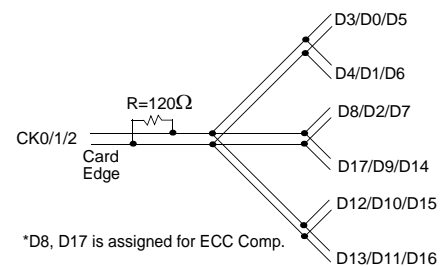 D3/D0/D5
D4/D1/D6
R=120Ω
D8/D2/D7
CK0/1/2
Card
Edge
D17/D9/D14
D12/D10/D15
*D8, D17 is assigned for ECC Comp.
D13/D11/D16